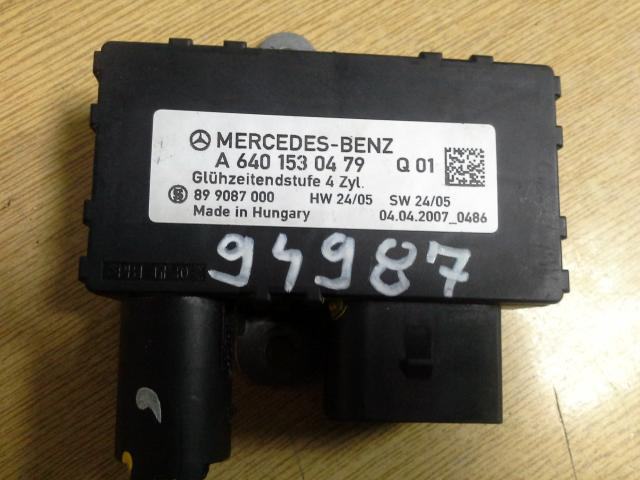 MERCEDES-BENZ
A 640 153 04 79 Q 01
Glühzeitendstufe 4 Zyl.
89 9087 000 HW 24/05 SW 24/05
Made in Hungary 04.04.2007_0486
94987